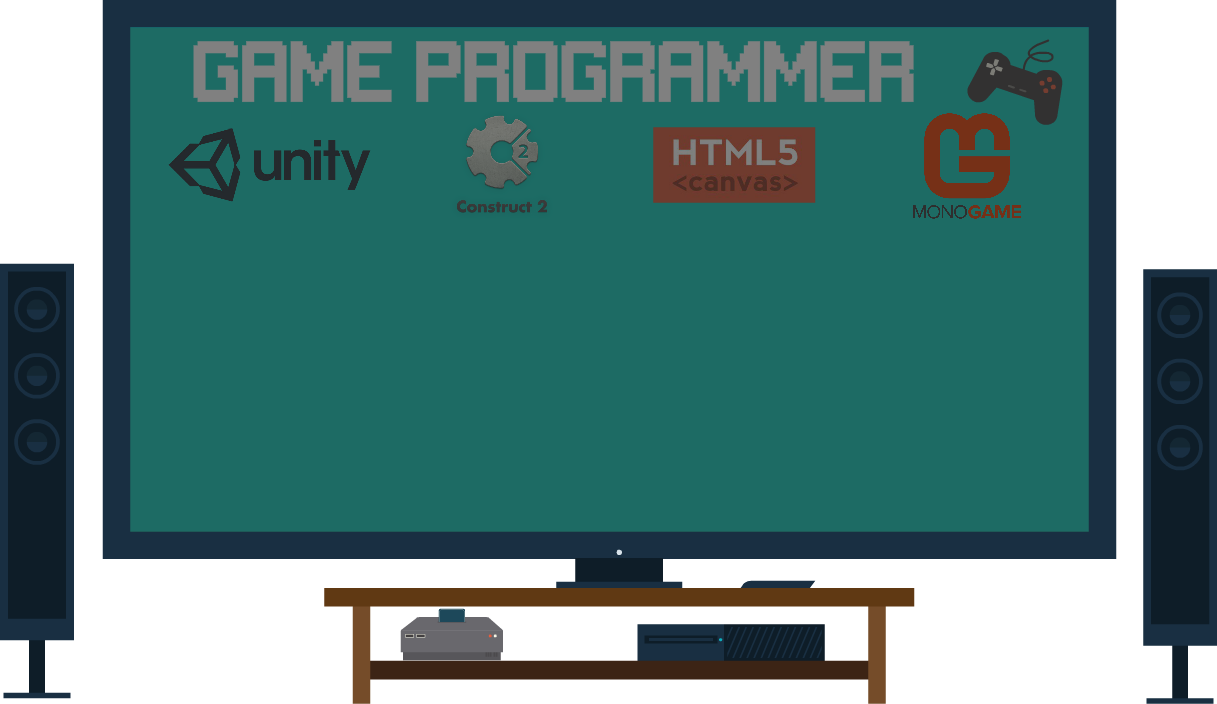 GAME PROGRAMMER
unity
2
Construct 2
HTML5
<canvas>
MONOGAME